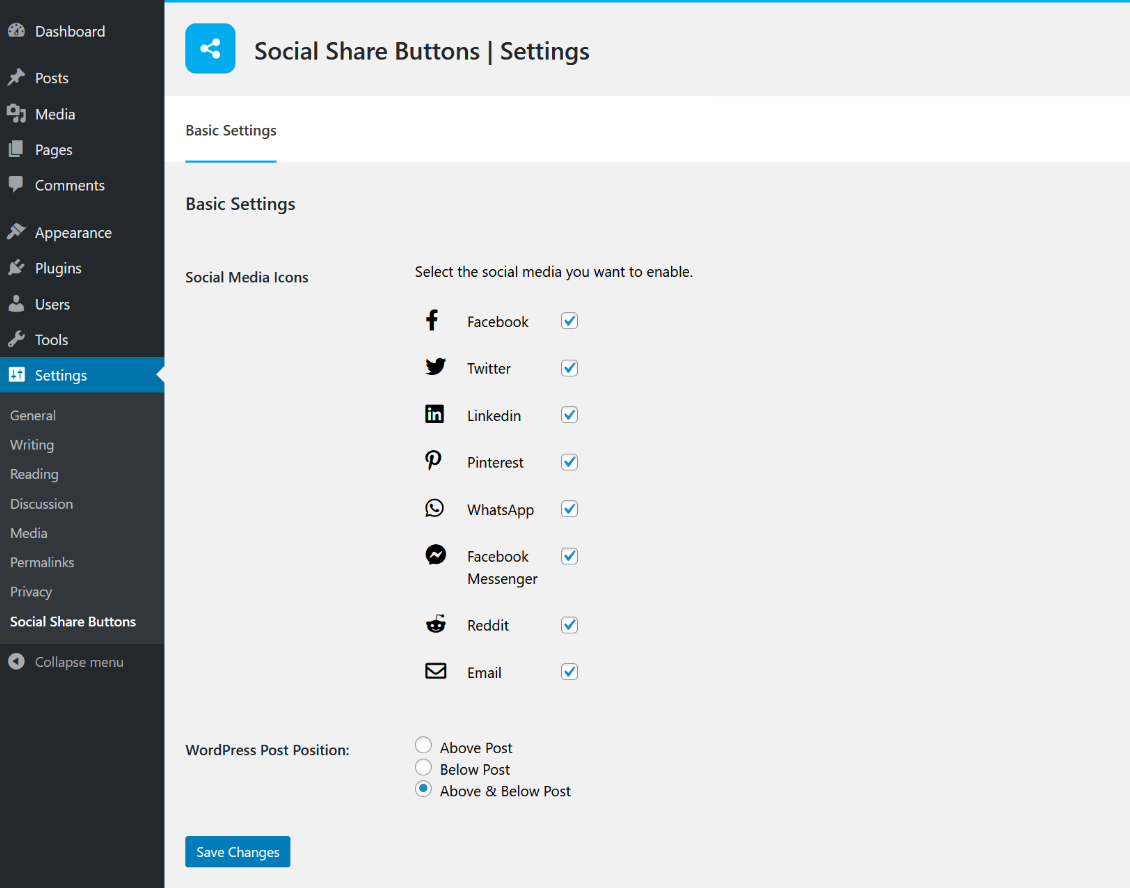 Dashboard
Posts
Media
Pages
Comments
Appearance
Plugins
Users
Tools
Settings
General
Writing
Reading
Discussion
Media
Permalinks
Privacy
Social Share Buttons
Collapse menu
Social Share Buttons | Settings
Basic Settings
Basic Settings
Social Media Icons
Select the social media you want to enable.
Facebook
Twitter
Linkedin
Pinterest
WhatsApp
Facebook
Messenger
Reddit
Email
WordPress Post Position:
Above Post
Below Post
Above & Below Post
Save Changes